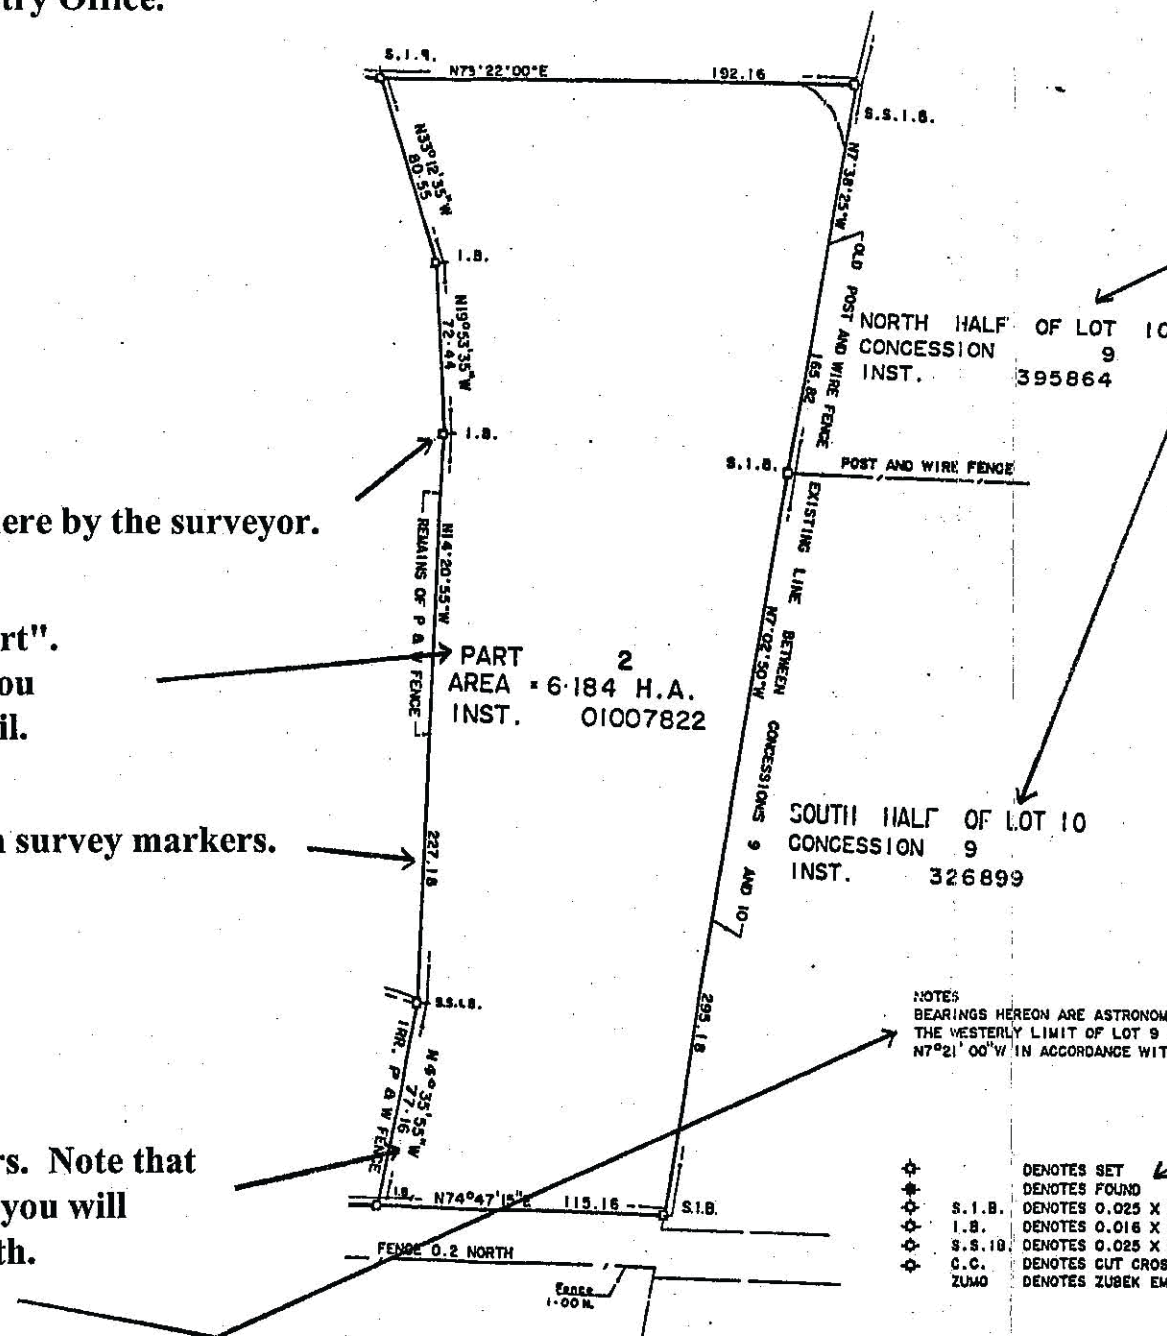 try Office.
S.I.B.
N73°22'00"E 192.16
S.S.I.B.
N33°12'35"W
80.55
N7°38'25"W
I.B.
OLD POST AND WIRE FENCE
N19°53'35"W
72.44
165.82
NORTH HALF OF LOT 10
CONCESSION 9
INST. 395864
I.B.
S.I.B.
POST AND WIRE FENCE
ere by the surveyor.
REMAINS OF P & W FENCE
N14°20'55"W
EXISTING LINE BETWEEN CONCESSIONS 9 AND 10
N7°02'50"W
rt".
ou
il.
PART 2
AREA = 6.184 H.A.
INST. 01007822
survey markers.
227.18
SOUTH HALF OF LOT 10
CONCESSION 9
INST. 326899
S.S.I.B.
295.18
NOTES
BEARINGS HEREON ARE ASTRONOM
THE WESTERLY LIMIT OF LOT 9
N7°21'00"W IN ACCORDANCE WIT
IRR. P & W FENCE
N6°35'55"W
77.16
rs. Note that
you will
th.
I.B.
N74°47'15"E 115.16
S.I.B.
FENCE 0.2 NORTH
Fence
1.00 N.
DENOTES SET
DENOTES FOUND
S.I.B. DENOTES 0.025 X
I.B. DENOTES 0.016 X
S.S.IB. DENOTES 0.025 X
C.C. DENOTES CUT CROS
ZUMO DENOTES ZUBEK EM